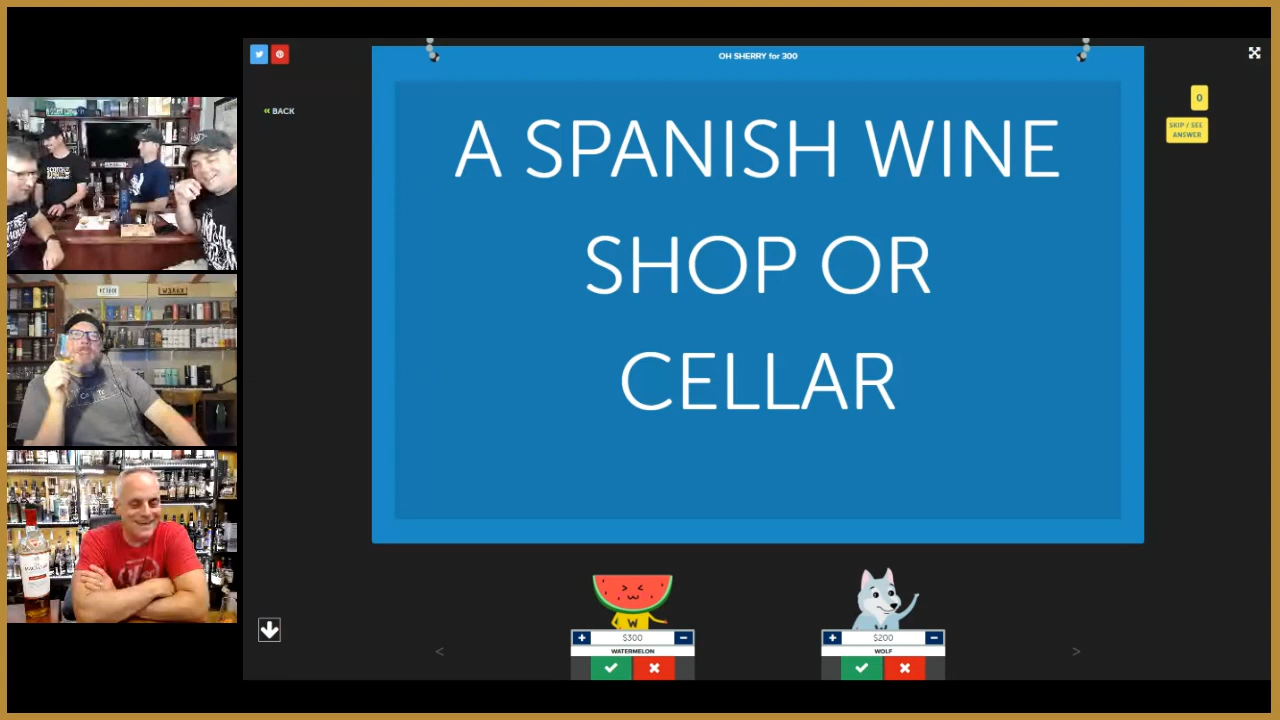 OH SHERRY for 300
« BACK
0
SKIP / SEE
ANSWER
A SPANISH WINE
SHOP OR
CELLAR
W
$300
WATERMELON
$200
WOLF